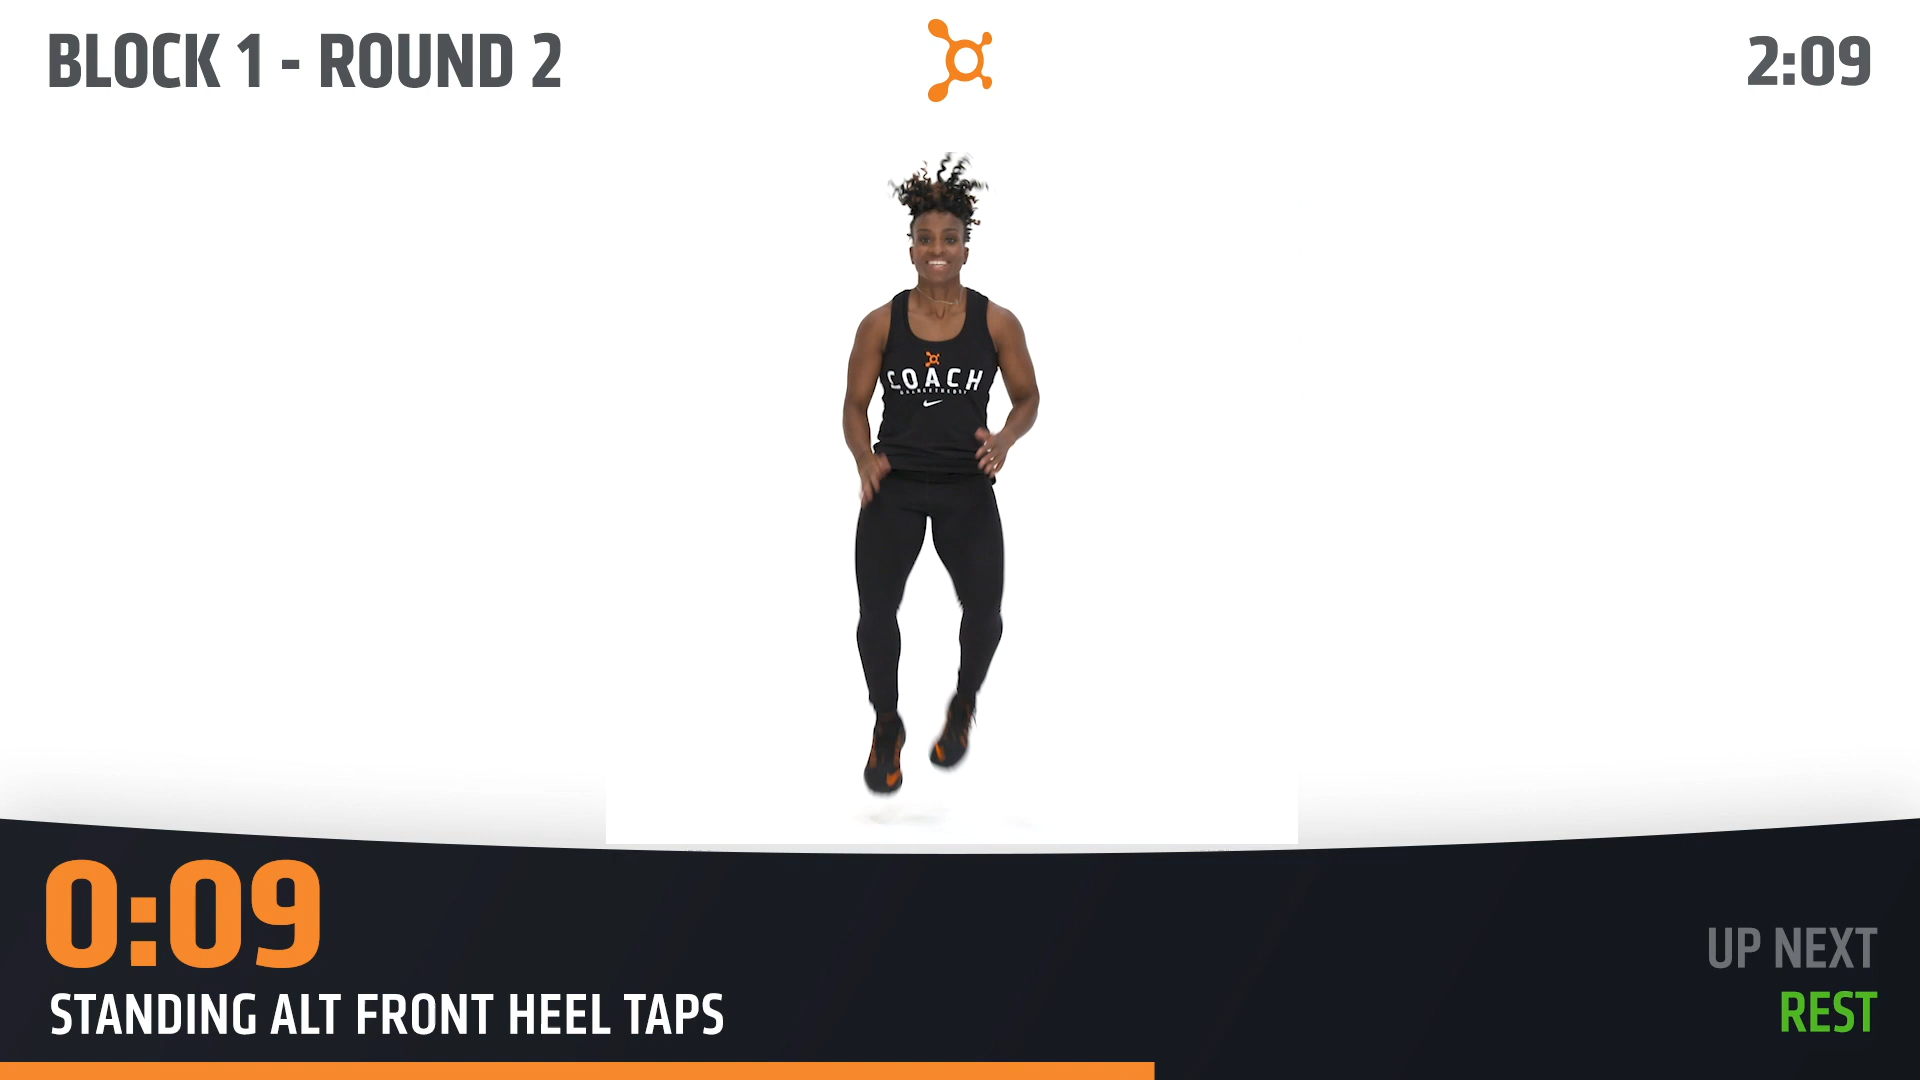 BLOCK 1 - ROUND 2
2:09
COACH
0:09
STANDING ALT FRONT HEEL TAPS
UP NEXT
REST